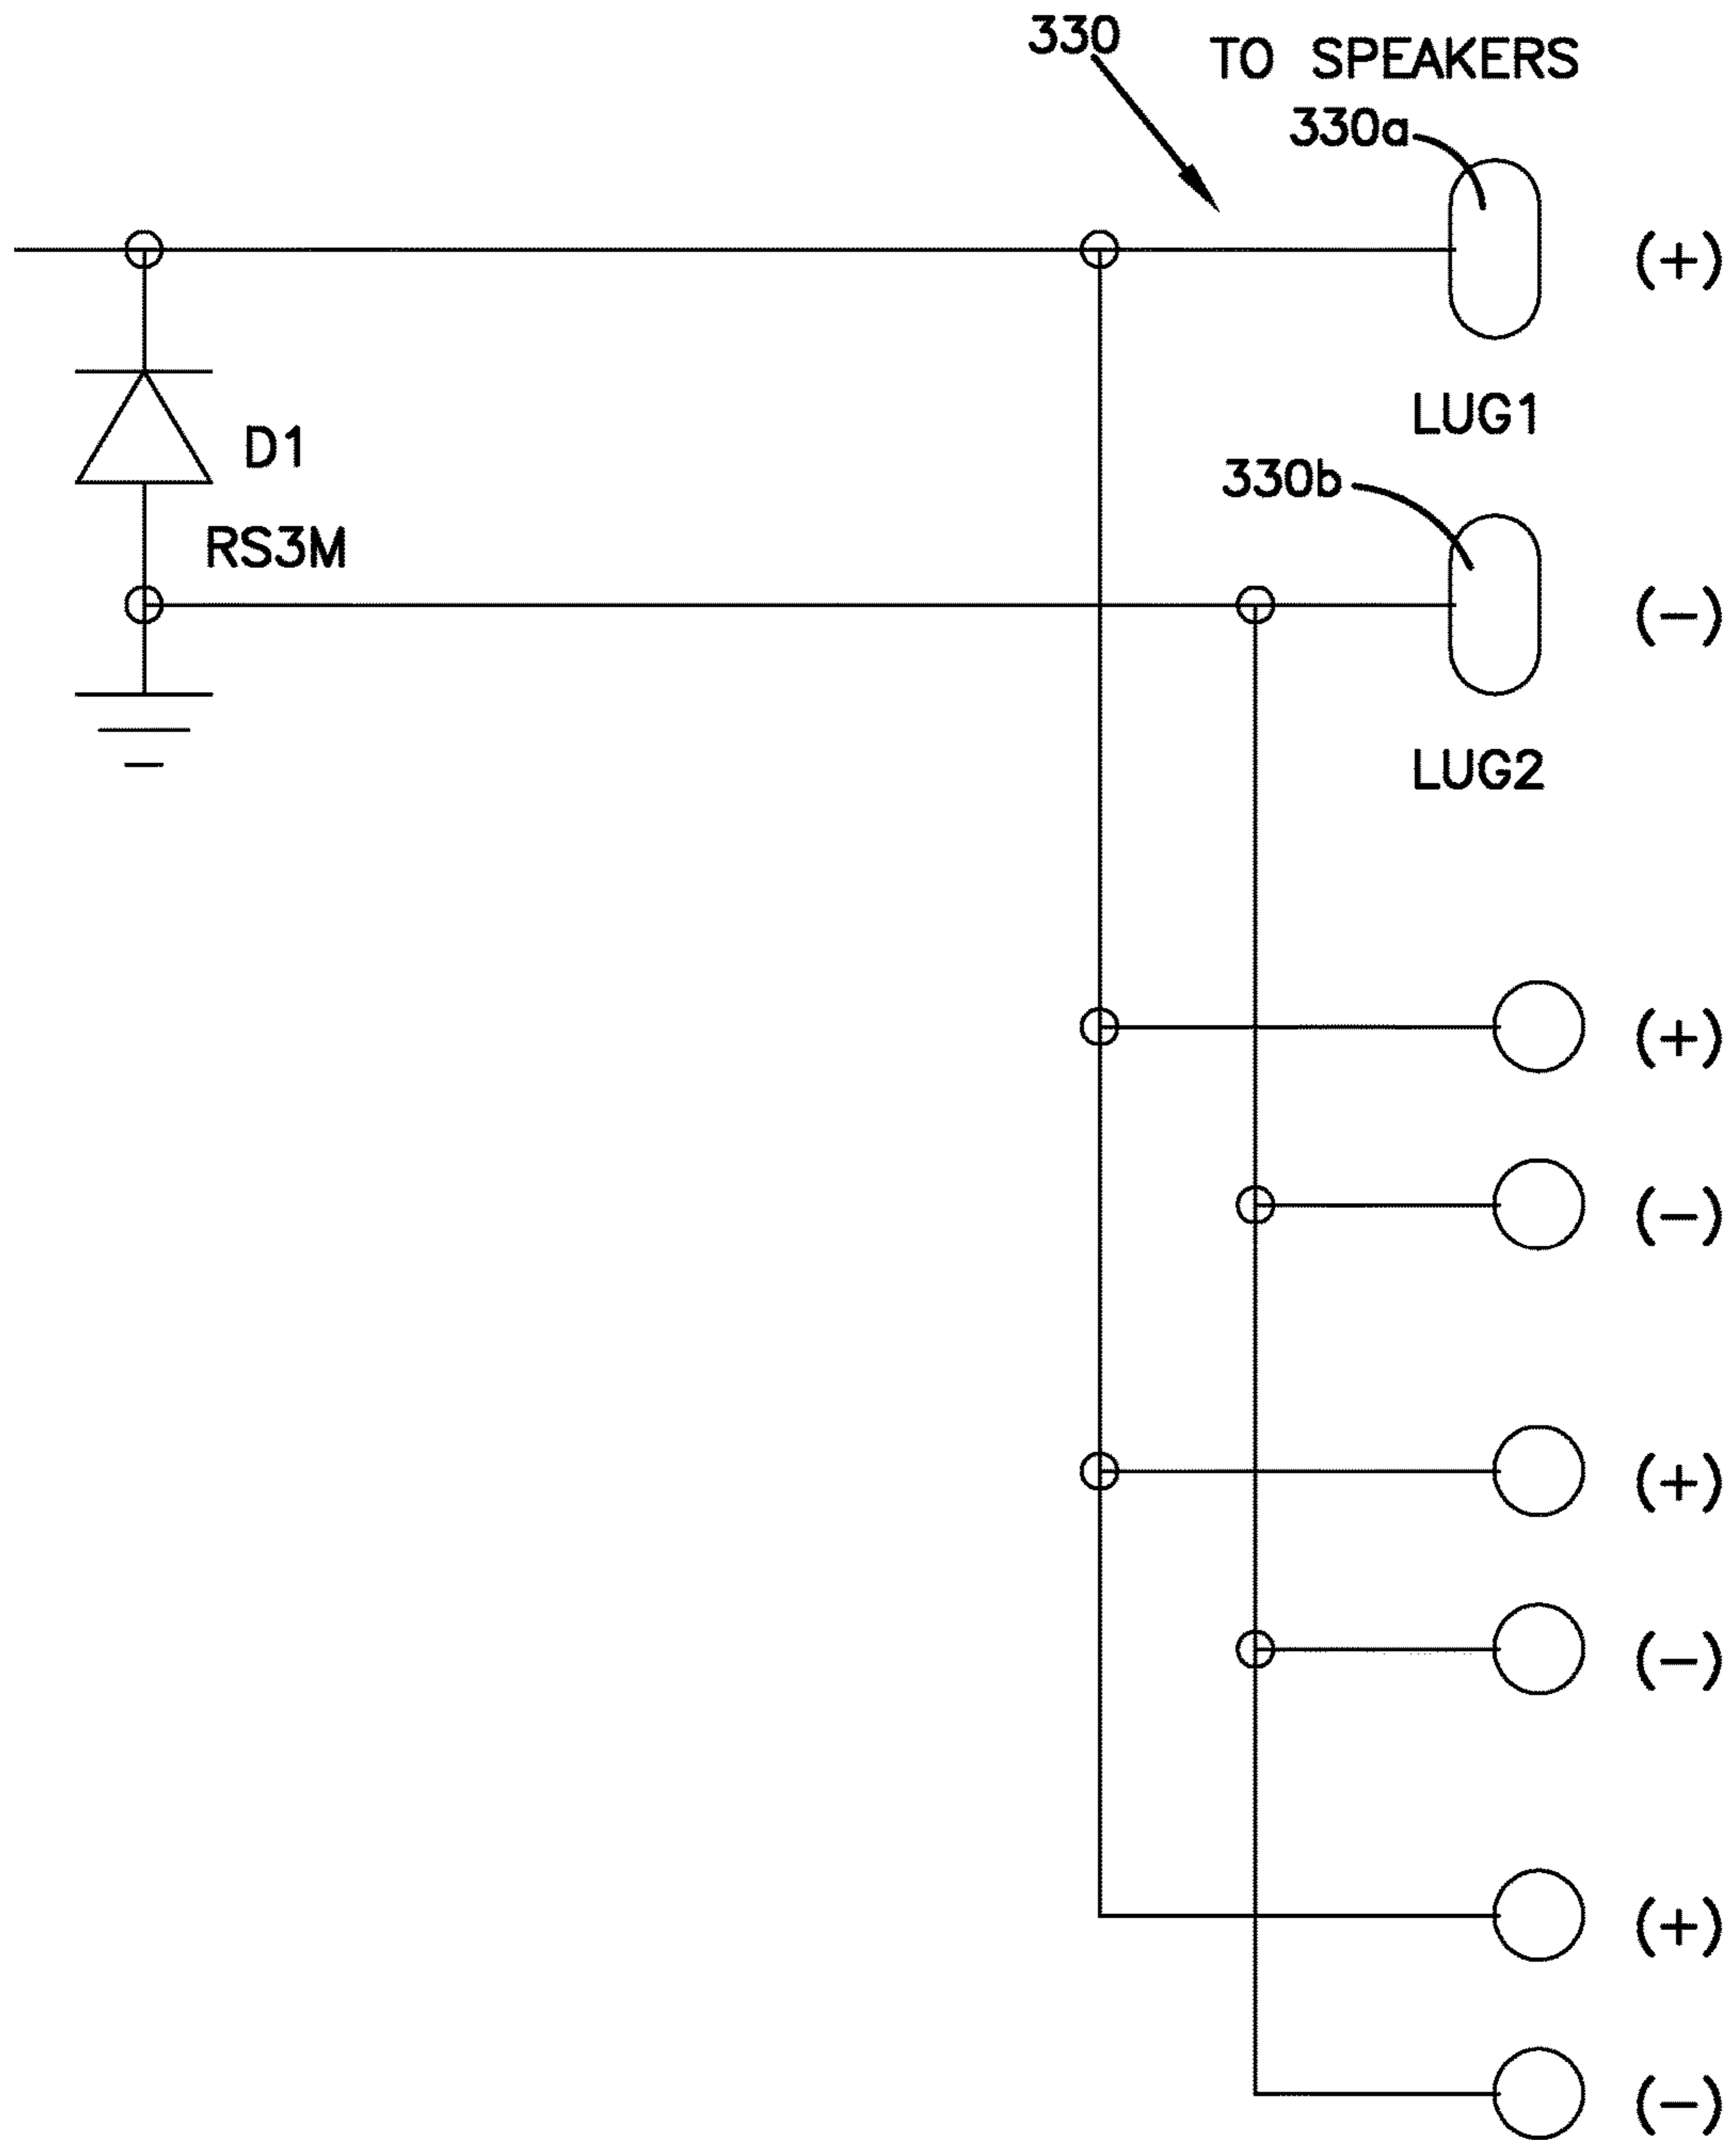 330
TO SPEAKERS
330a
(+)
LUG1
D1
330b
RS3M
(-)
LUG2
(+)
(-)
(+)
(-)
(+)
(-)